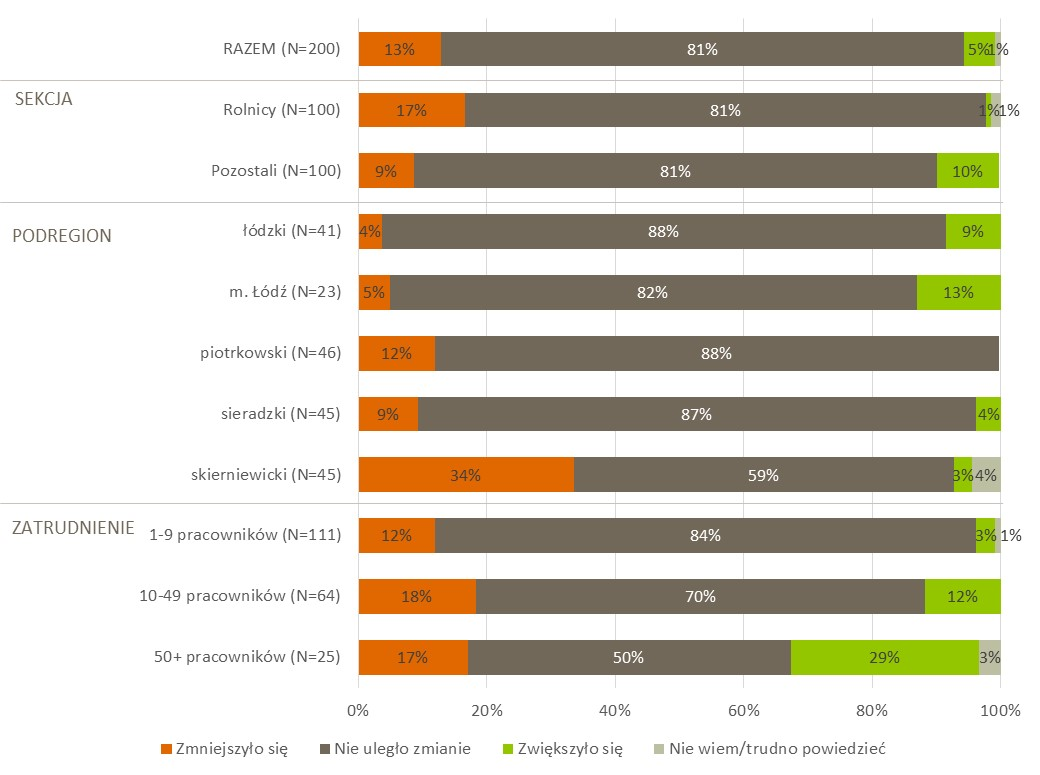 RAZEM (N=200) 13% 81% 5% 1%
SEKCJA
Rolnicy (N=100) 17% 81% 1% 1%
Pozostali (N=100) 9% 81% 10%
PODREGION
łódzki (N=41) 4% 88% 9%
m. Łódź (N=23) 5% 82% 13%
piotrkowski (N=46) 12% 88%
sieradzki (N=45) 9% 87% 4%
skierniewicki (N=45) 34% 59% 3% 4%
ZATRUDNIENIE
1-9 pracowników (N=111) 12% 84% 3% 1%
10-49 pracowników (N=64) 18% 70% 12%
50+ pracowników (N=25) 17% 50% 29% 3%
0% 20% 40% 60% 80% 100%
Zmniejszyło się Nie uległo zmianie Zwiększyło się Nie wiem/trudno powiedzieć